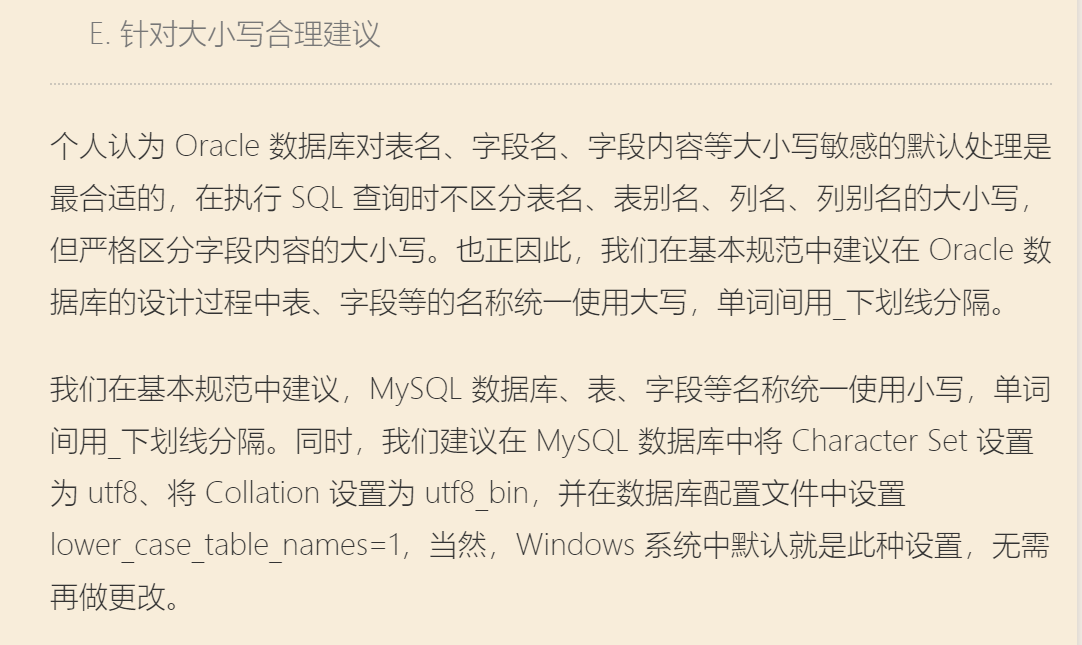 E. 针对大小写合理建议
个人认为 Oracle 数据库对表名、字段名、字段内容等大小写敏感的默认处理是
最合适的，在执行 SQL 查询时不区分表名、表别名、列名、列别名的大小写，
但严格区分字段内容的大小写。也正因此，我们在基本规范中建议在 Oracle 数
据库的设计过程中表、字段等的名称统一使用大写，单词间用_下划线分隔。
我们在基本规范中建议，MySQL 数据库、表、字段等名称统一使用小写，单词
间用_下划线分隔。同时，我们建议在 MySQL 数据库中将 Character Set 设置
为 utf8、将 Collation 设置为 utf8_bin，并在数据库配置文件中设置
lower_case_table_names=1，当然，Windows 系统中默认就是此种设置，无需
再做更改。